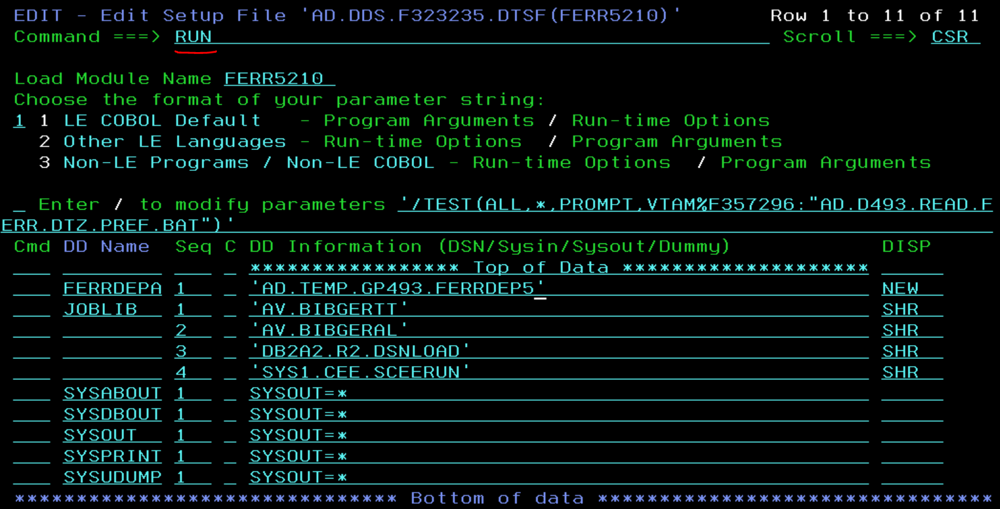 EDIT - Edit Setup File 'AD.DDS.F323235.DTSF(FERR5210)' Row 1 to 11 of 11
Command ===> RUN Scroll ===> CSR
Load Module Name FERR5210
Choose the format of your parameter string:
1 1 LE COBOL Default - Program Arguments / Run-time Options
2 Other LE Languages - Run-time Options / Program Arguments
3 Non-LE Programs / Non-LE COBOL - Run-time Options / Program Arguments
_ Enter / to modify parameters '/TEST(ALL,*,PROMPT,VTAM%F357296:"AD.D493.READ.F
ERR.DTZ.PREF.BAT")'
Cmd DD Name Seq C DD Information (DSN/Sysin/Sysout/Dummy) DISP
***************** Top of Data ********************
FERRDEPA 1 _ 'AD.TEMP.GP493.FERRDEP5' NEW
JOBLIB 1 _ 'AV.BIBGERTT' SHR
2 _ 'AV.BIBGERAL' SHR
3 _ 'DB2A2.R2.DSNLOAD' SHR
4 _ 'SYS1.CEE.SCEERUN' SHR
SYSABOUT 1 _ SYSOUT=*
SYSDBOUT 1 _ SYSOUT=*
SYSOUT 1 _ SYSOUT=*
SYSPRINT 1 _ SYSOUT=*
SYSUDUMP 1 _ SYSOUT=*
******************************* Bottom of data ********************************